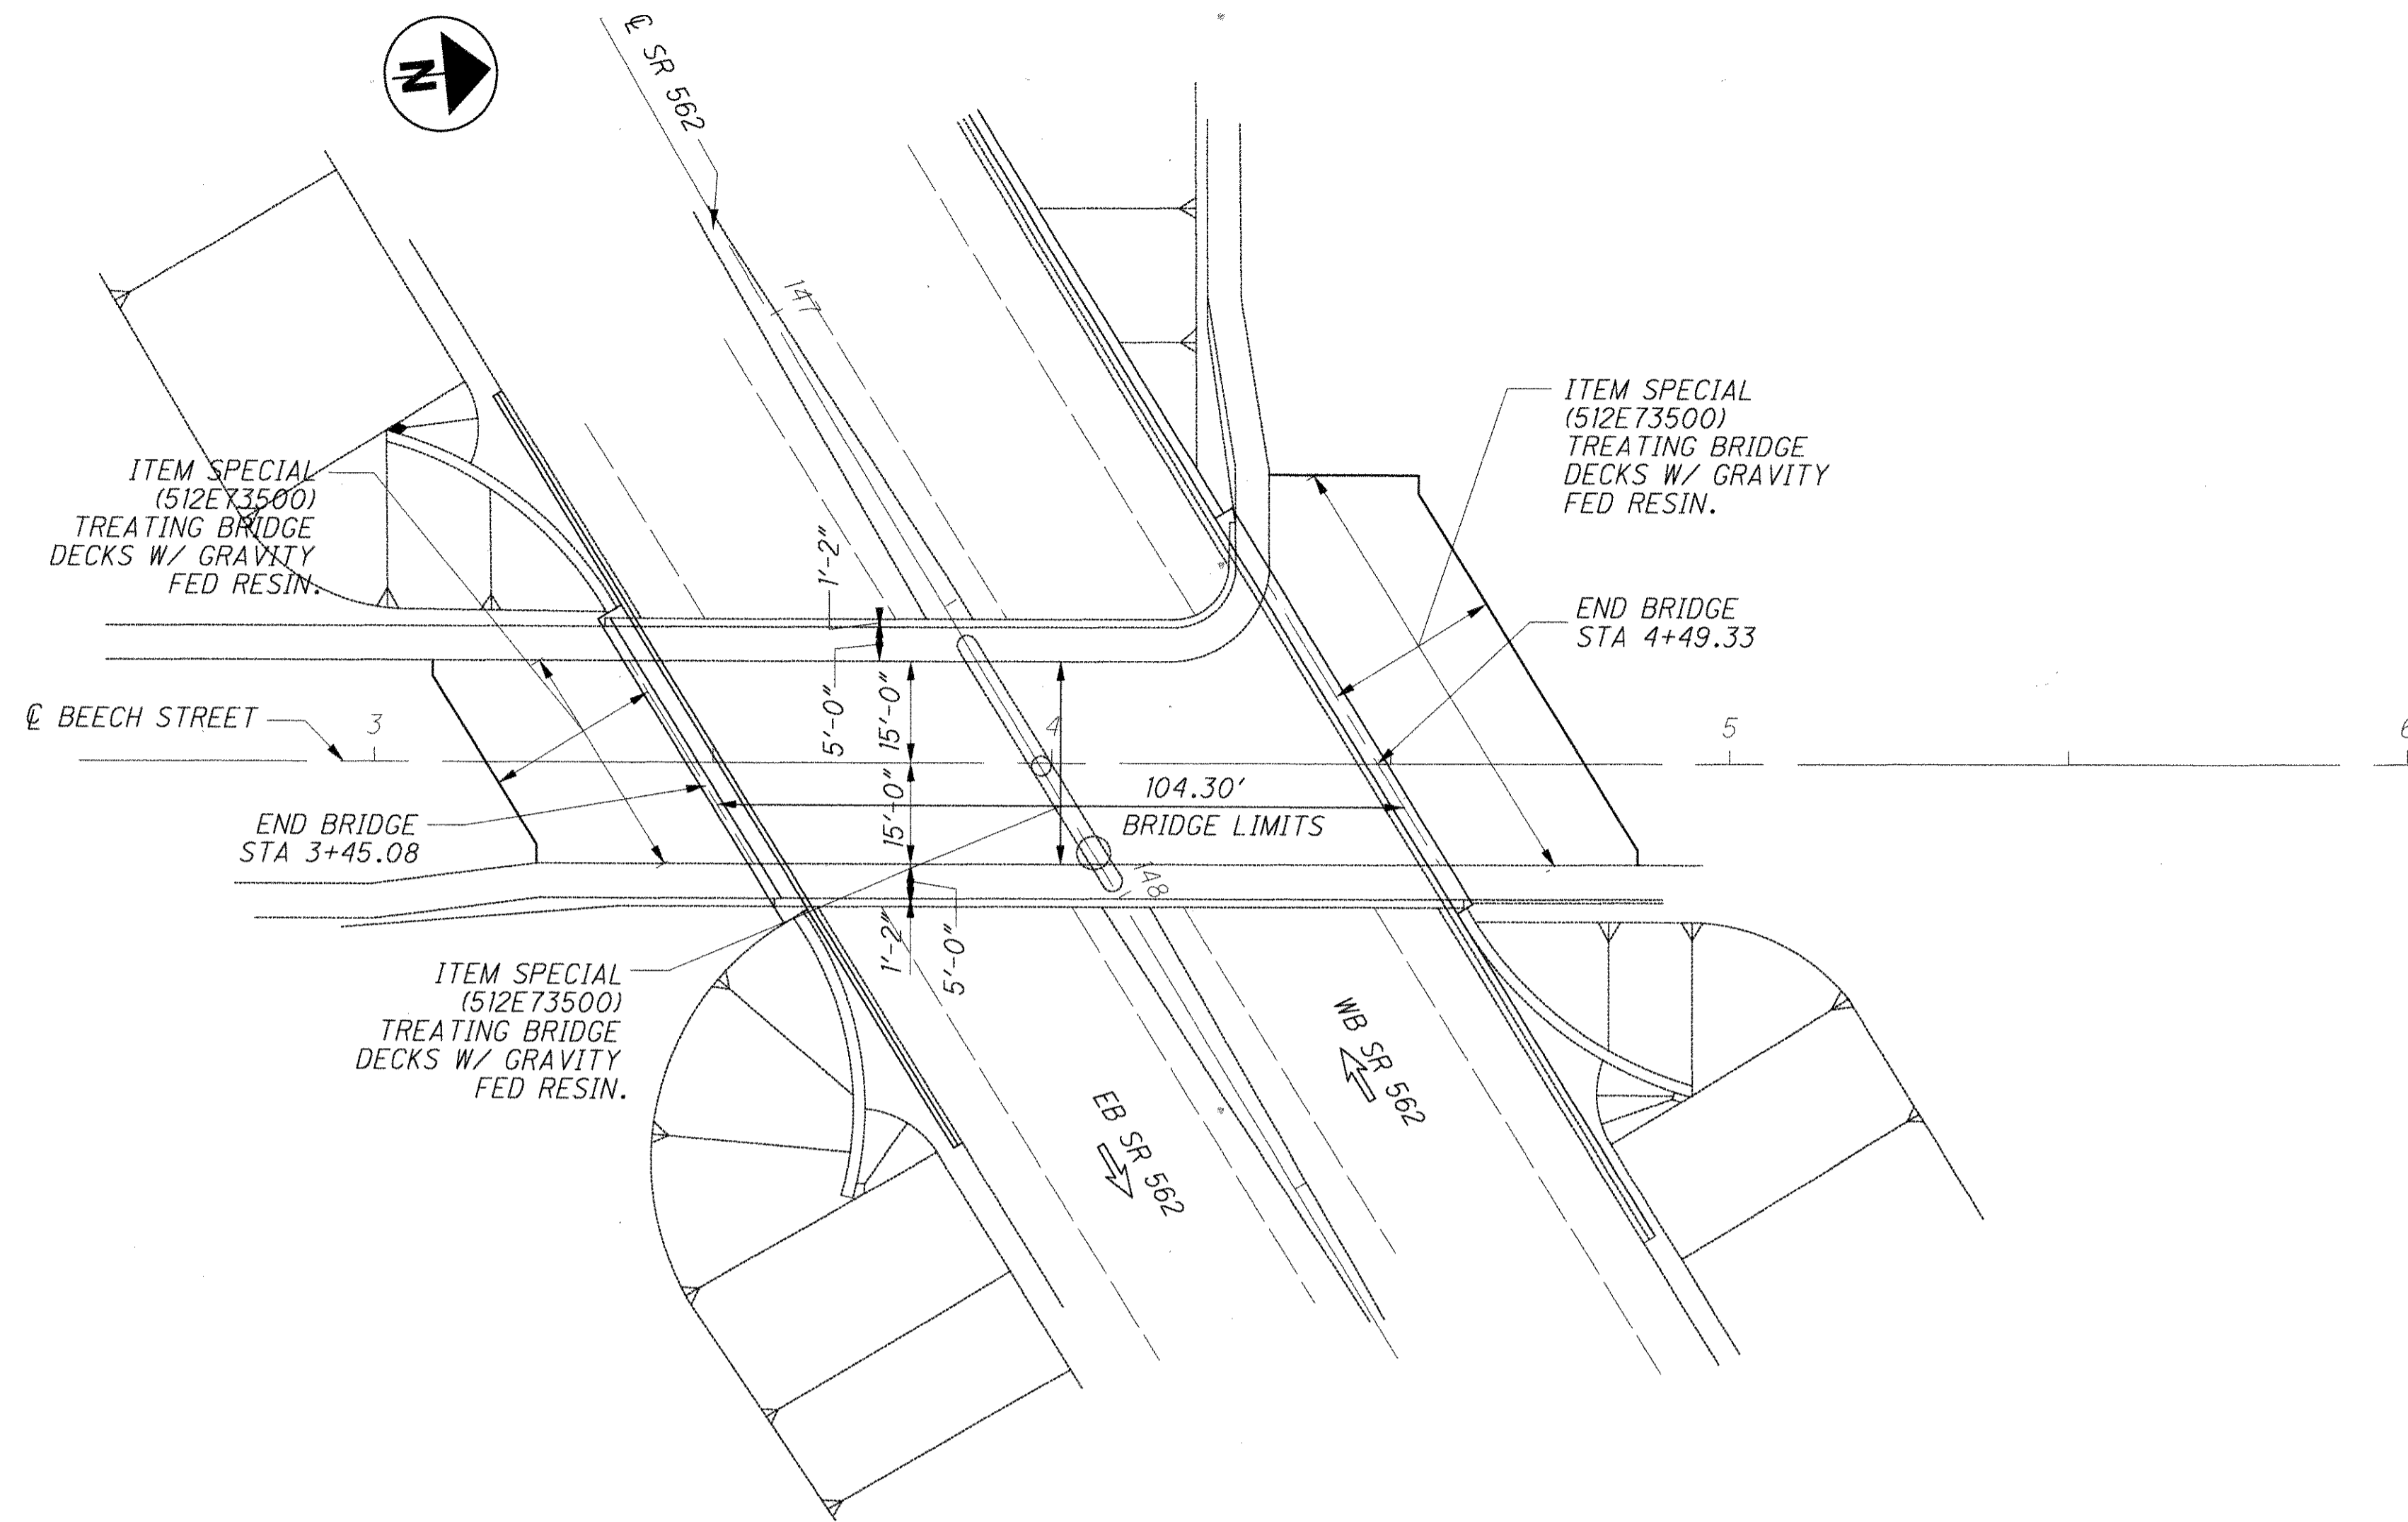 N
℄ SR 562
147
ITEM SPECIAL
(512E73500)
TREATING BRIDGE
DECKS W/ GRAVITY
FED RESIN.
ITEM SPECIAL
(512E73500)
TREATING BRIDGE
DECKS W/ GRAVITY
FED RESIN.
1'-2"
END BRIDGE
STA 4+49.33
℄ BEECH STREET
3
5'-0"
15'-0"
4
5
6
END BRIDGE
STA 3+45.08
15'-0"
104.30'
BRIDGE LIMITS
148
1'-2"
5'-0"
ITEM SPECIAL
(512E73500)
TREATING BRIDGE
DECKS W/ GRAVITY
FED RESIN.
WB SR 562
EB SR 562